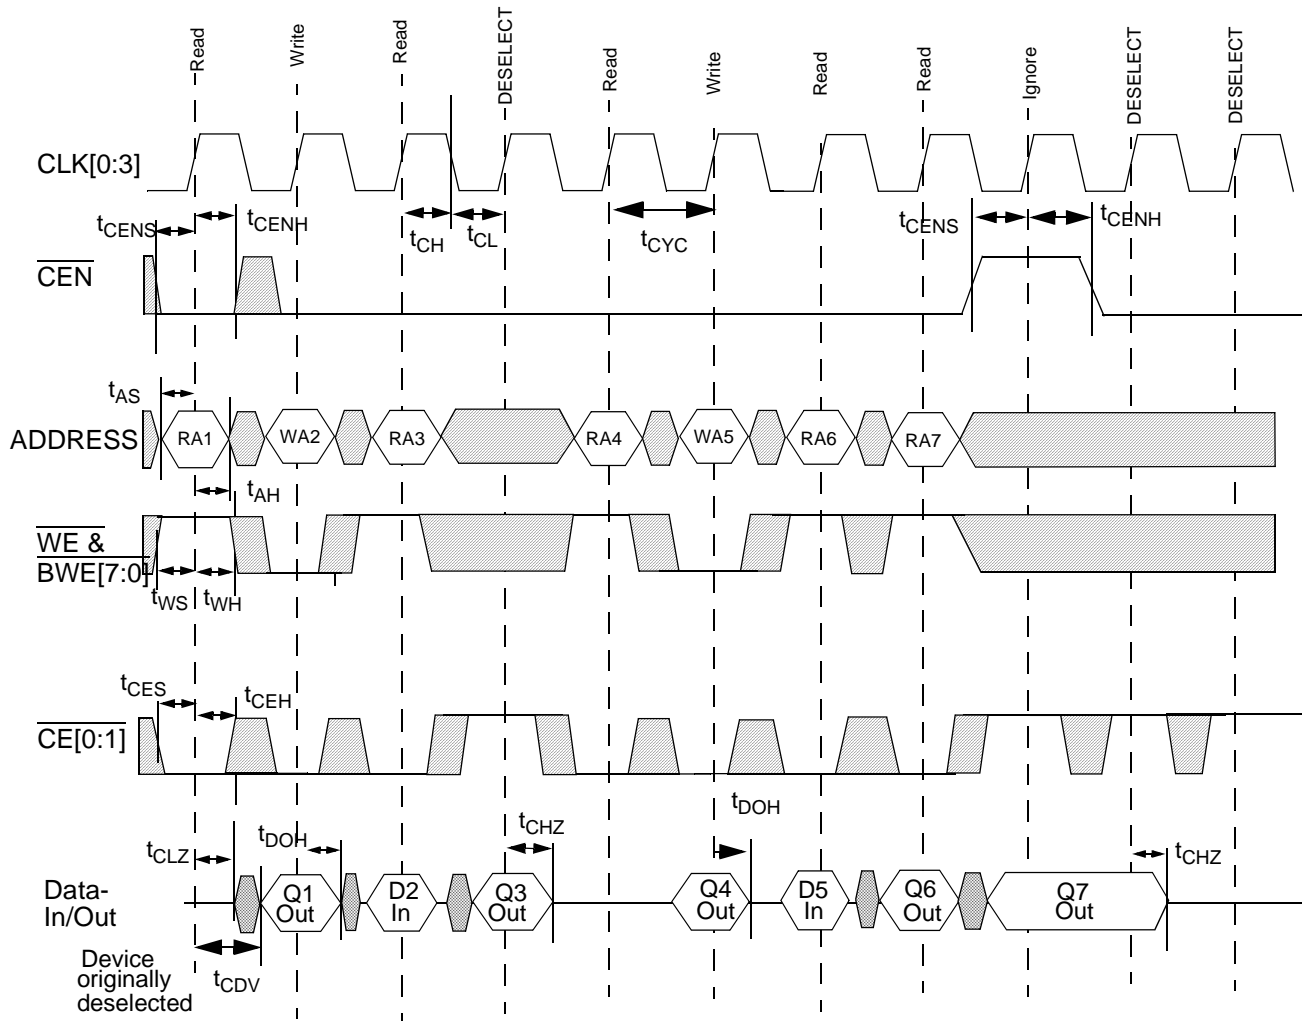 Read
Write
Read
DESELECT
Read
Write
Read
Read
Ignore
DESELECT
DESELECT
CLK[0:3]
tCENS
tCENH
tCH
tCL
tCYC
tCENS
tCENH
CEN
tAS
ADDRESS
RA1
WA2
RA3
RA4
WA5
RA6
RA7
tAH
WE &
BWE[7:0]
tWS
tWH
tCES
tCEH
CE[0:1]
tDOH
tCLZ
tDOH
tCHZ
tCHZ
Data-
In/Out
Q1
Out
D2
In
Q3
Out
Q4
Out
D5
In
Q6
Out
Q7
Out
Device
originally
deselected
tCDV